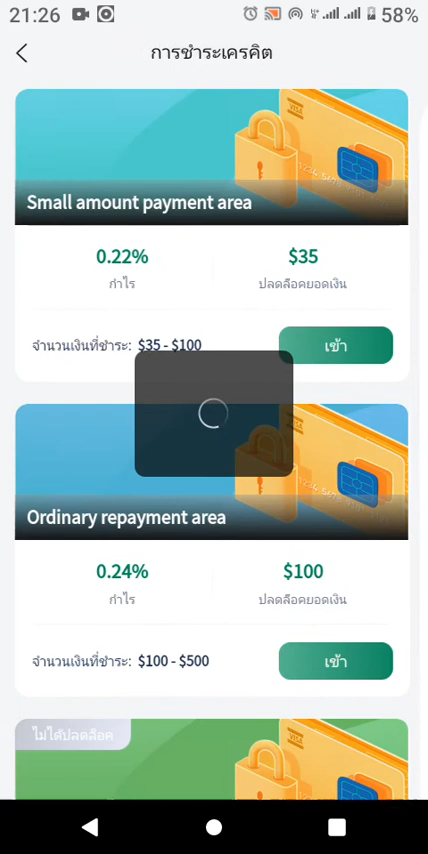 21:26
58%
การชำระเครคิต
Small amount payment area
0.22%
$35
กำไร
ปลดล็อคยอดเงิน
จำนวนเงินที่ชำระ: $35 - $100
เข้า
Ordinary repayment area
0.24%
$100
กำไร
ปลดล็อคยอดเงิน
จำนวนเงินที่ชำระ: $100 - $500
เข้า
ไม่ได้ปลดล็อค
VISA